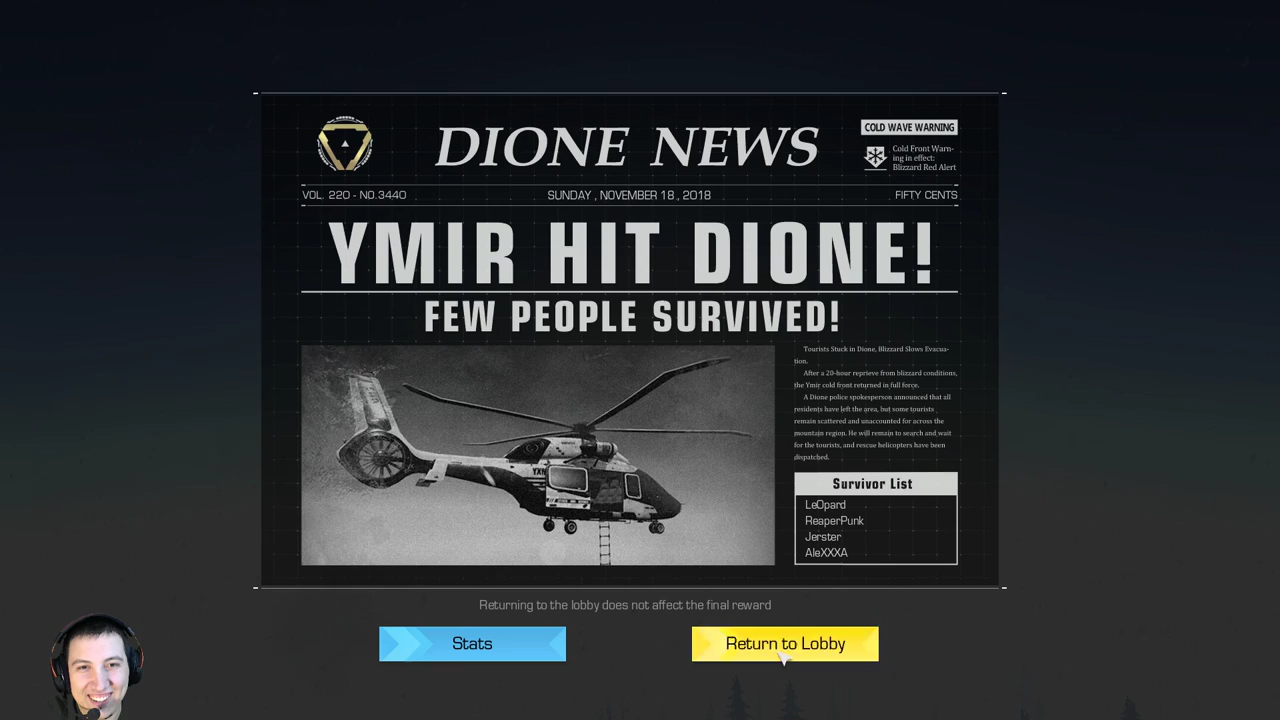 DIONE NEWS
COLD WAVE WARNING
Cold Front Warn-
ing in effect:
Blizzard Red Alert
VOL. 220 - NO.3440
SUNDAY , NOVEMBER 18 , 2018
FIFTY CENTS
YMIR HIT DIONE!
FEW PEOPLE SURVIVED!
Tourists Stuck in Dione, Blizzard Slows Evacua-
tion.
After a 20-hour reprieve from blizzard conditions,
the Ymir cold front returned in full force.
A Dione police spokesperson announced that all
residents have left the area, but some tourists
remain scattered and unaccounted for across the
mountain region. He will remain to search and wait
for the tourists, and rescue helicopters have been
dispatched.
Survivor List
LeOpard
ReaperPunk
Jerster
AleXXXA
Returning to the lobby does not affect the final reward
Stats
Return to Lobby